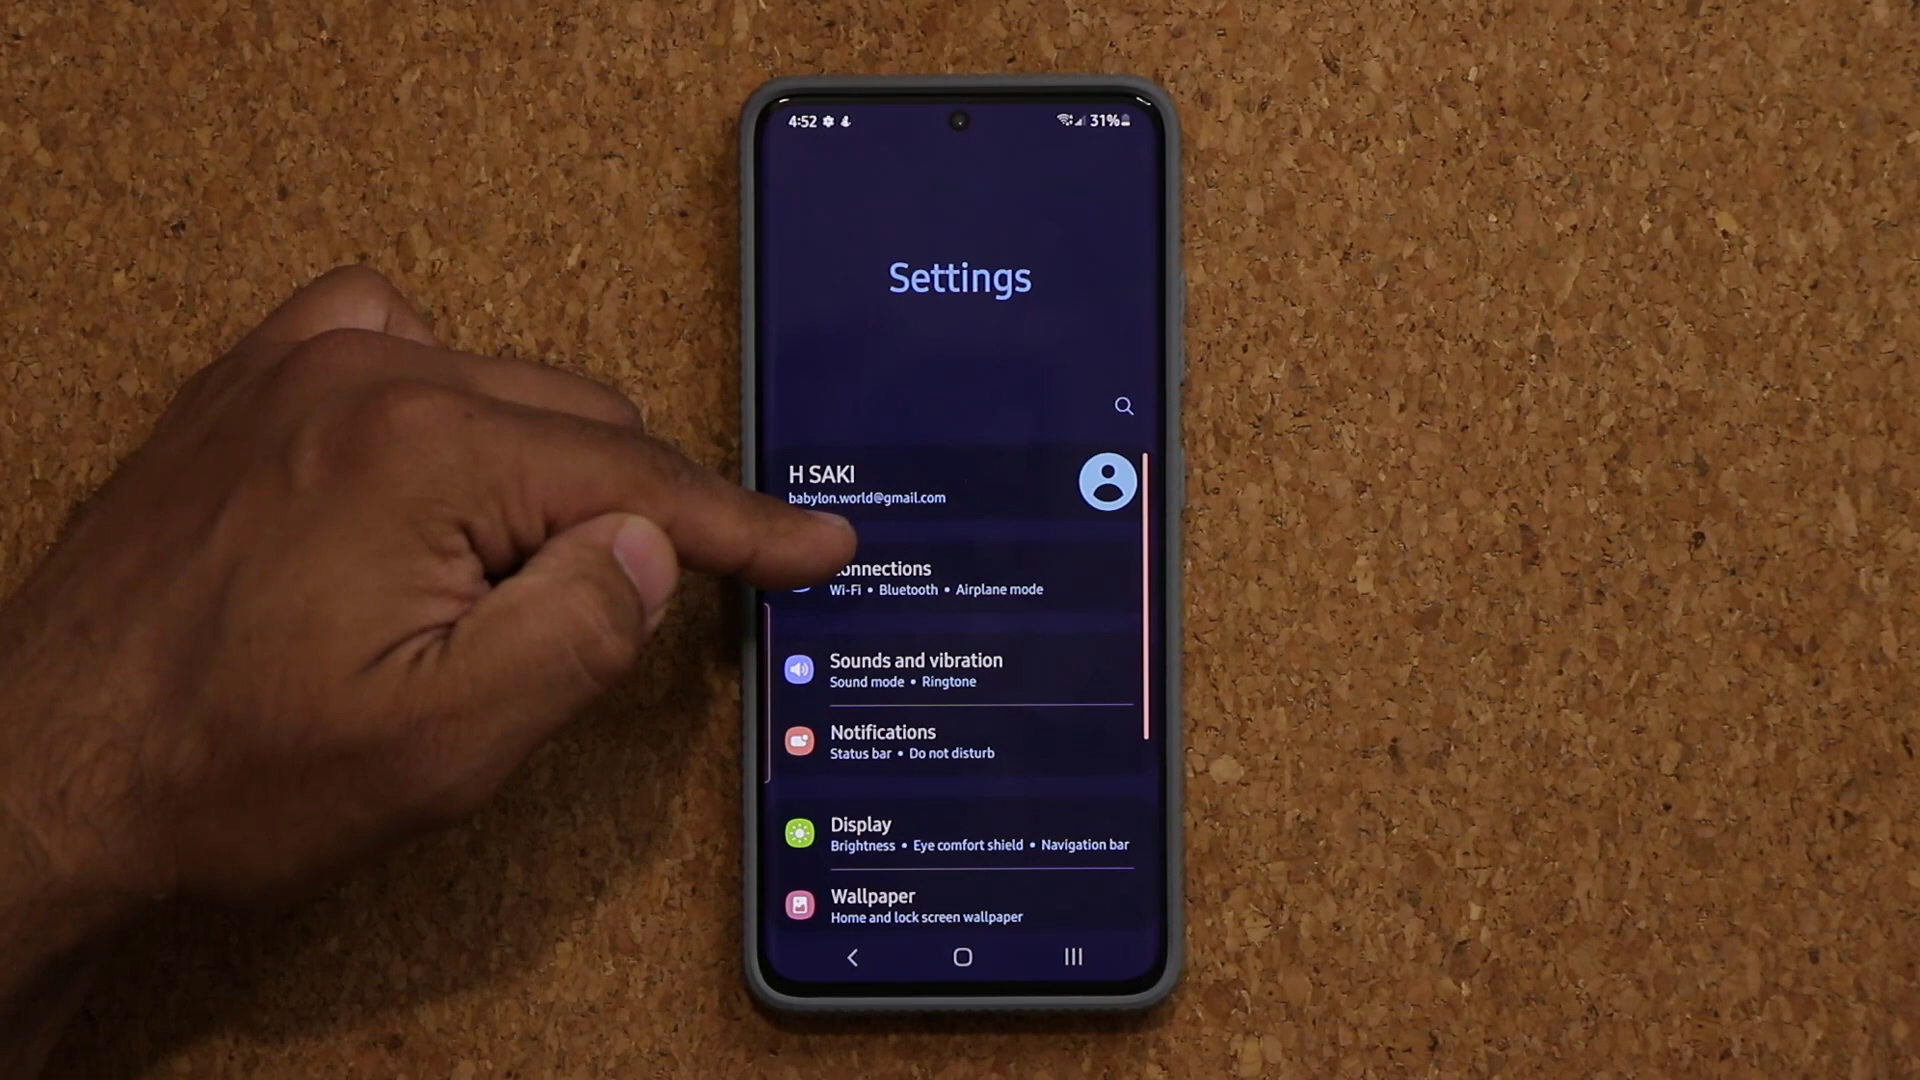 4:52
31%
Settings
H SAKI
babylon.world@gmail.com
onnections
Wi-Fi • Bluetooth • Airplane mode
Sounds and vibration
Sound mode • Ringtone
Notifications
Status bar • Do not disturb
Display
Brightness • Eye comfort shield • Navigation bar
Wallpaper
Home and lock screen wallpaper